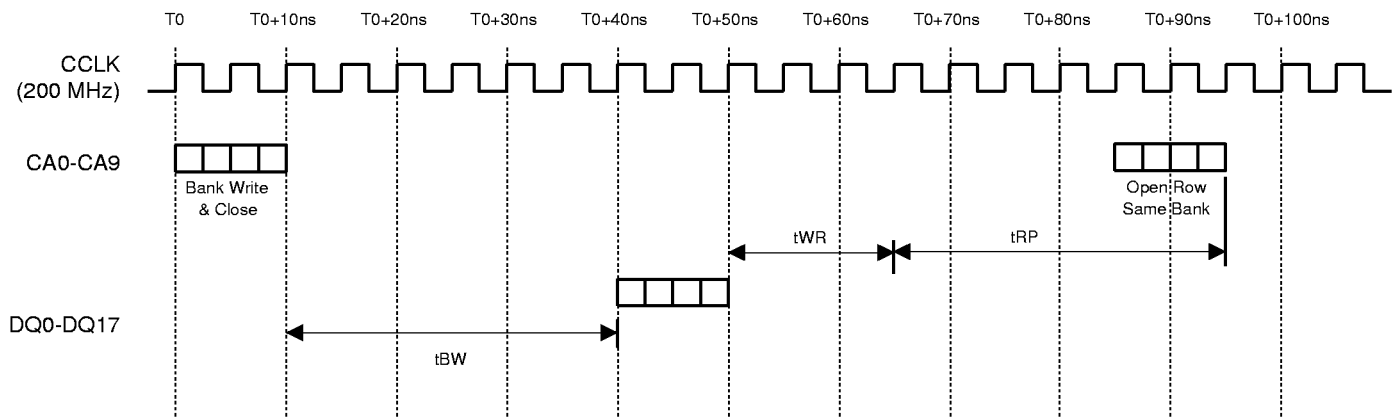 T0 T0+10ns T0+20ns T0+30ns T0+40ns T0+50ns T0+60ns T0+70ns T0+80ns T0+90ns T0+100ns
CCLK
(200 MHz)
CA0-CA9
Bank Write
& Close
Open Row
Same Bank
tWR
tRP
DQ0-DQ17
tBW